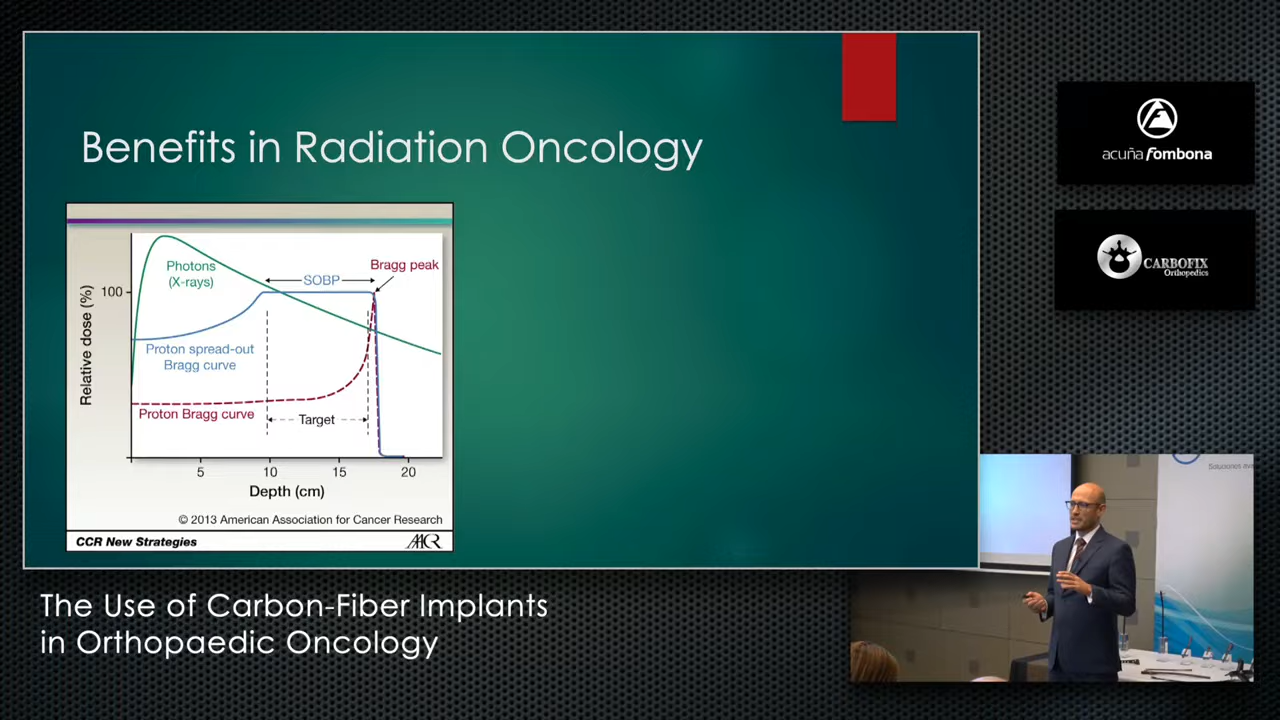 Benefits in Radiation Oncology
Photons
(X-rays)
SOBP
Bragg peak
100
Relative dose (%)
Proton spread-out
Bragg curve
Proton Bragg curve
Target
5
10
15
20
Depth (cm)
© 2013 American Association for Cancer Research
CCR New Strategies
AACR
acuña fombona
CARBOFIX
Orthopedics
The Use of Carbon-Fiber Implants
in Orthopaedic Oncology